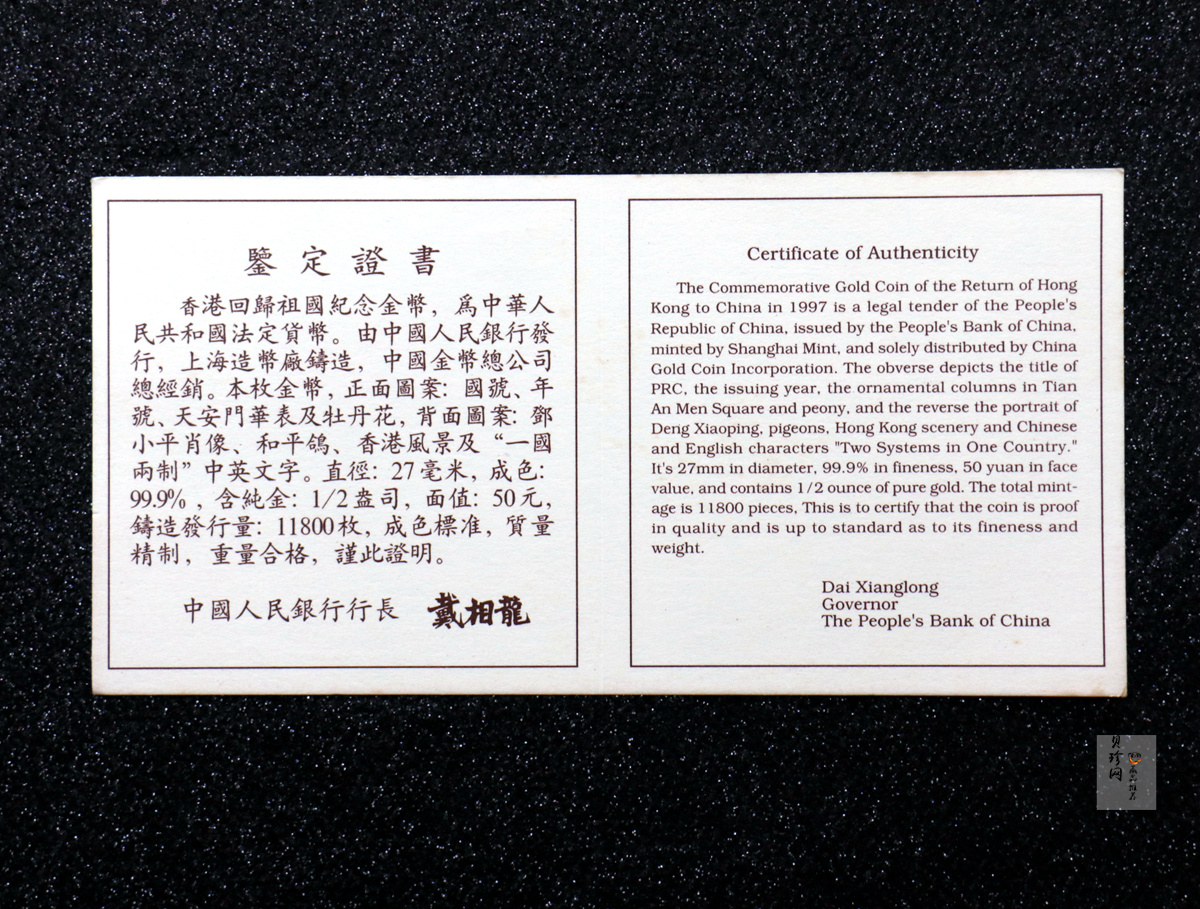 鑒定證書
香港回歸祖國紀念金幣，爲中華人
民共和國法定貨幣。由中國人民銀行發
行，上海造幣廠鑄造，中國金幣總公司
總經銷。本枚金幣，正面圖案：國號、年
號、天安門華表及牡丹花，背面圖案：鄧
小平肖像、和平鴿、香港風景及“一國
兩制”中英文字。直徑：27毫米，成色：
99.9%，含純金：1/2盎司，面值：50元，
鑄造發行量：11800枚，成色標准，質量
精制，重量合格，謹此證明。
中國人民銀行行長 戴相龍
Certificate of Authenticity
The Commemorative Gold Coin of the Return of Hong
Kong to China in 1997 is a legal tender of the People's
Republic of China, issued by the People's Bank of China,
minted by Shanghai Mint, and solely distributed by China
Gold Coin Incorporation. The obverse depicts the title of
PRC, the issuing year, the ornamental columns in Tian
An Men Square and peony, and the reverse the portrait of
Deng Xiaoping, pigeons, Hong Kong scenery and Chinese
and English characters "Two Systems in One Country."
It's 27mm in diameter, 99.9% in fineness, 50 yuan in face
value, and contains 1/2 ounce of pure gold. The total mint-
age is 11800 pieces, This is to certify that the coin is proof
in quality and is up to standard as to its fineness and
weight.
Dai Xianglong
Governor
The People's Bank of China
贝珍网